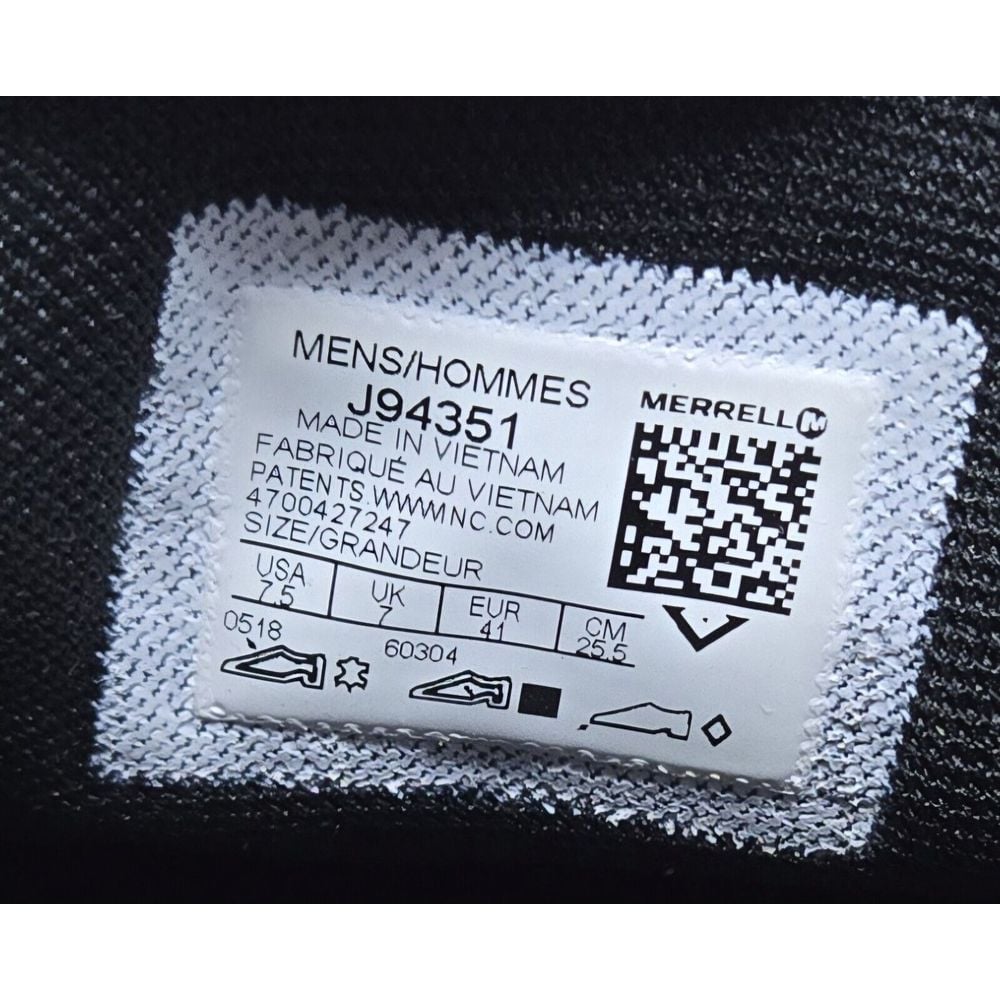 MENS/HOMMES
J94351
MADE IN VIETNAM
FABRIQUÉ AU VIETNAM
PATENTS.WWWMNC.COM
4700427247
SIZE/GRANDEUR
USA UK EUR CM
7.5 7 41 25.5
0518 60304
MERRELL M